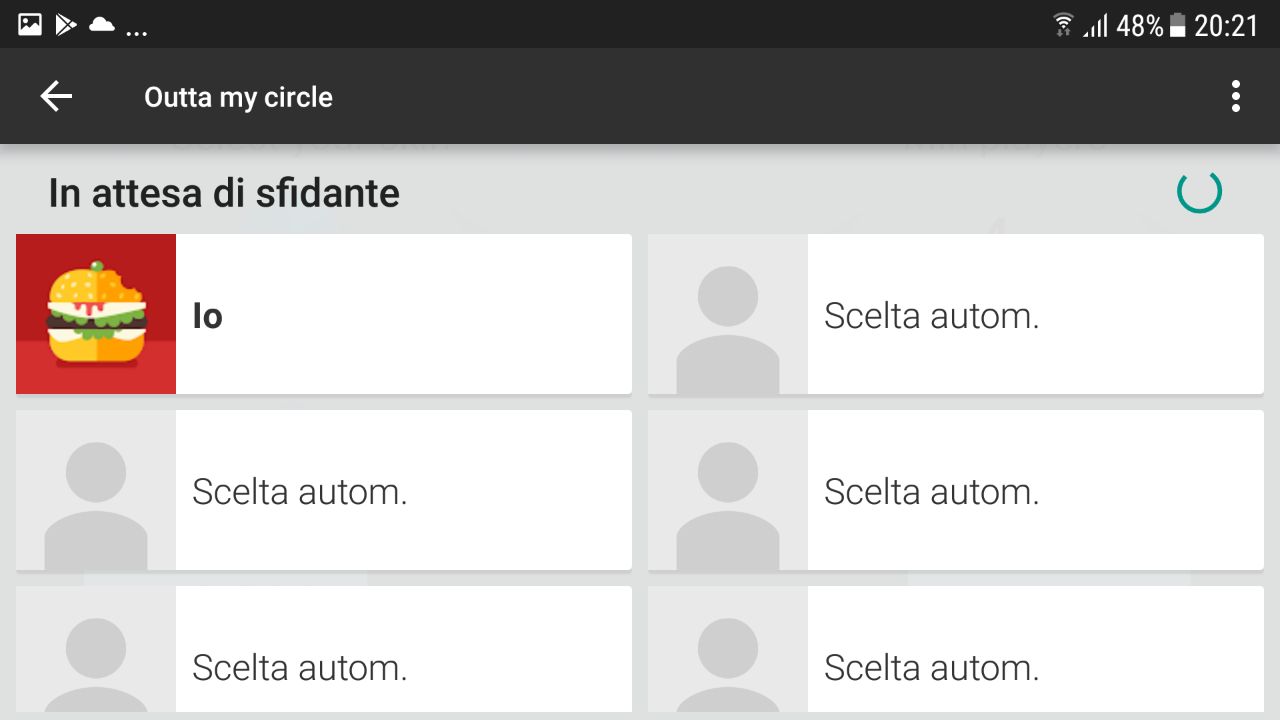 ... 48% 20:21
Outta my circle
In attesa di sfidante
Io
Scelta autom.
Scelta autom.
Scelta autom.
Scelta autom.
Scelta autom.